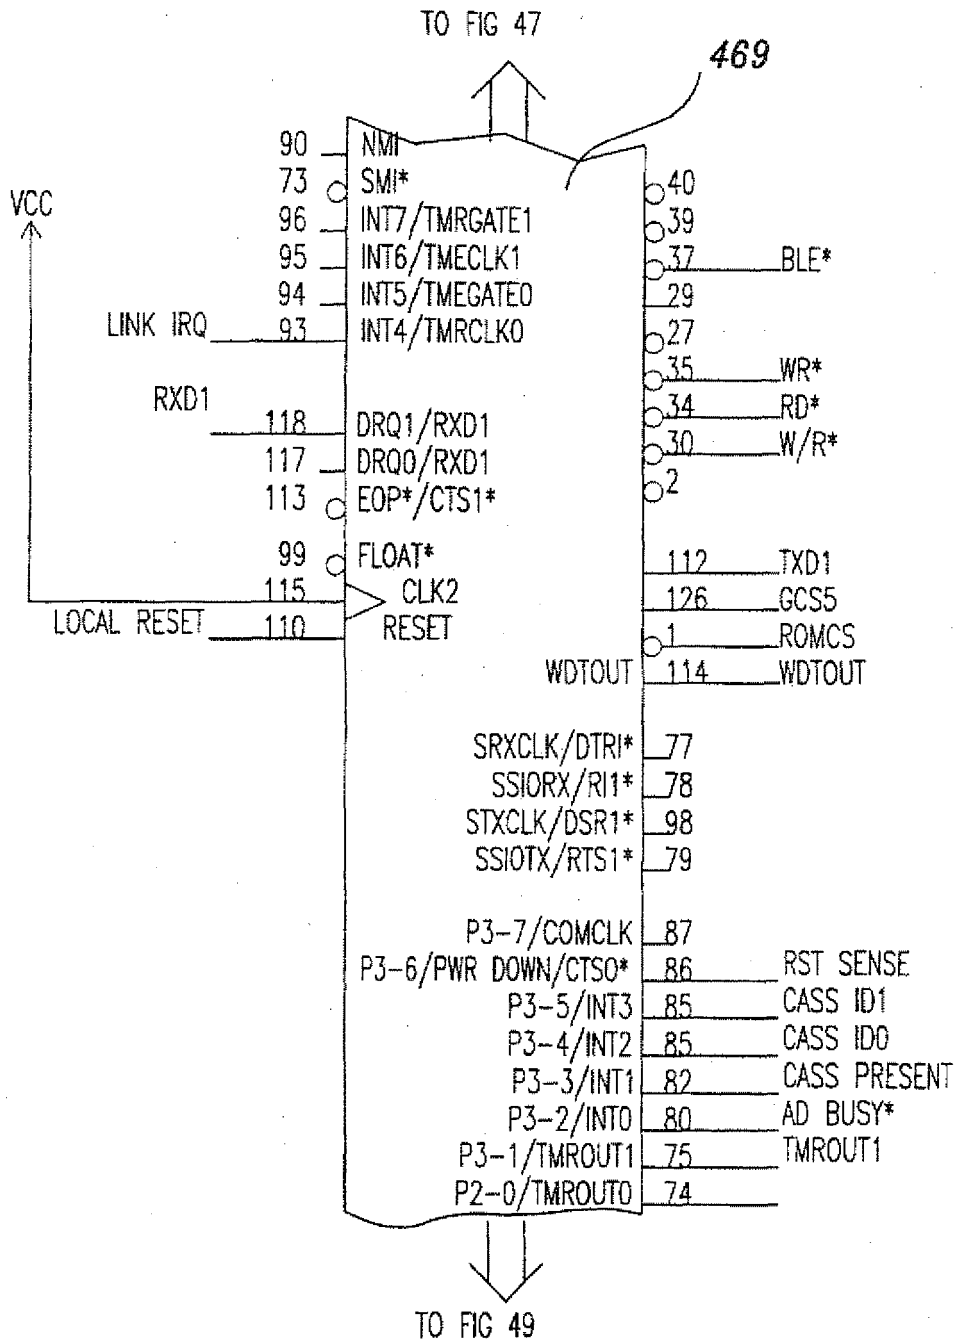 TO FIG 47
469
90 NMI
73 SMI* 40
VCC
96 INT7/TMRGATE1 39
95 INT6/TMECLK1 37 BLE*
94 INT5/TMEGATE0 29
LINK IRQ 93 INT4/TMRCLK0 27
35 WR*
RXD1
118 DRQ1/RXD1 34 RD*
117 DRQ0/RXD1 30 W/R*
113 EOP*/CTS1* 2
99 FLOAT* 112 TXD1
115 CLK2 126 GCS5
LOCAL RESET 110 RESET 1 ROMCS
WDTOUT 114 WDTOUT
SRXCLK/DTRI* 77
SSIORX/RI1* 78
STXCLK/DSR1* 98
SSIOTX/RTS1* 79
P3-7/COMCLK 87
P3-6/PWR DOWN/CTS0* 86 RST SENSE
P3-5/INT3 85 CASS ID1
P3-4/INT2 85 CASS ID0
P3-3/INT1 82 CASS PRESENT
P3-2/INT0 80 AD BUSY*
P3-1/TMROUT1 75 TMROUT1
P2-0/TMROUT0 74
TO FIG 49